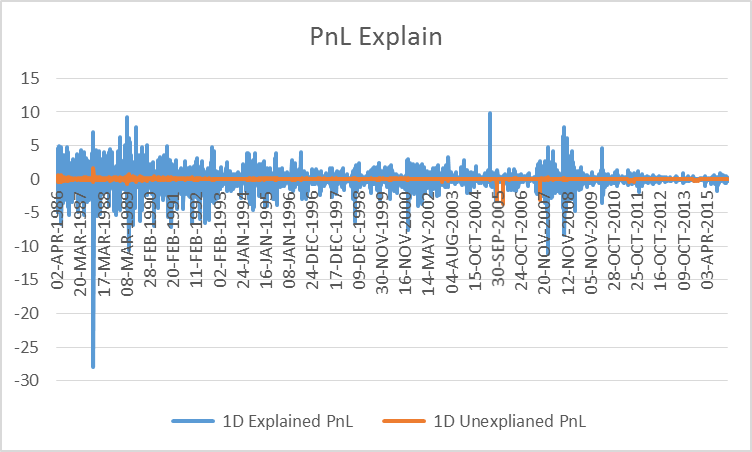 PnL Explain
15
10
5
0
-5
-10
-15
-20
-25
-30
02-APR-1986
20-MAR-1987
17-MAR-1988
08-MAR-1989
28-FEB-1990
20-FEB-1991
11-FEB-1992
02-FEB-1993
24-JAN-1994
16-JAN-1995
08-JAN-1996
24-DEC-1996
17-DEC-1997
09-DEC-1998
30-NOV-1999
16-NOV-2000
14-MAY-2002
04-AUG-2003
15-OCT-2004
24-OCT-2006
20-NOV-2007
12-NOV-2008
05-NOV-2009
28-OCT-2010
25-OCT-2011
16-OCT-2012
09-OCT-2013
03-APR-2015
1D Explained PnL
1D Unexplianed PnL